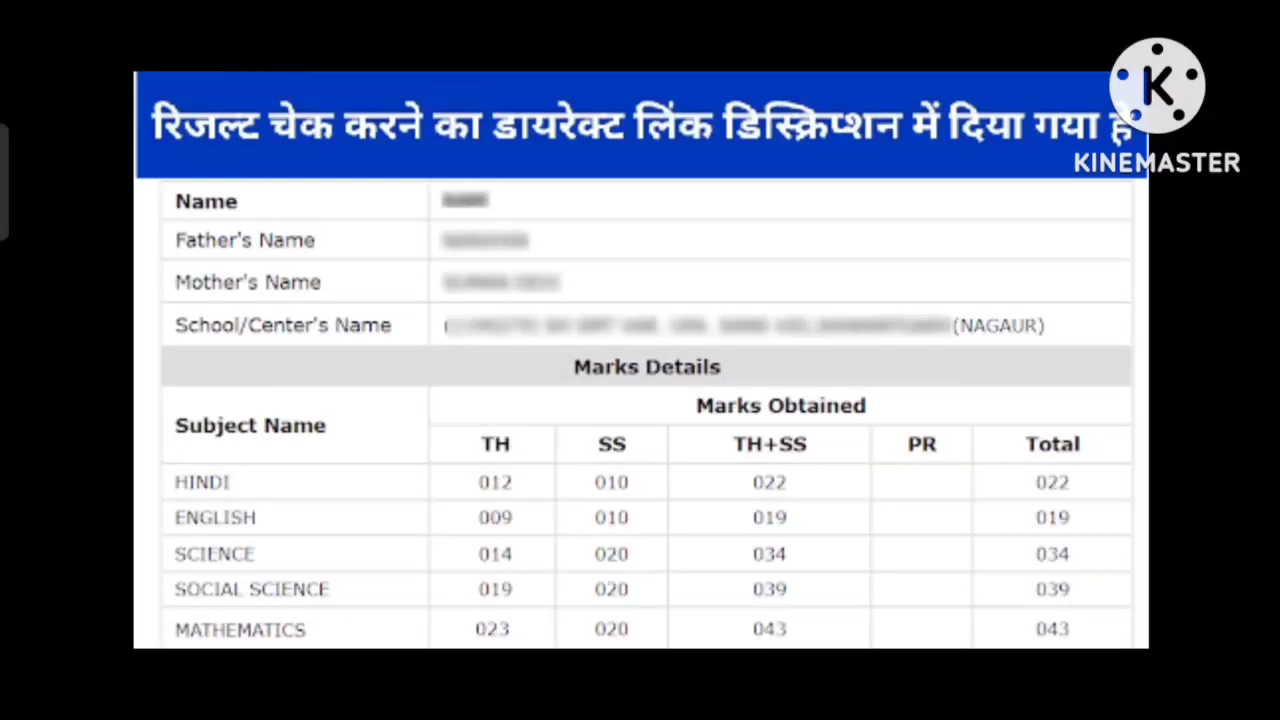 रिजल्ट चेक करने का डायरेक्ट लिंक डिस्क्रिप्शन में दिया गया है
K
KINEMASTER
Name
Father's Name
Mother's Name
School/Center's Name (NAGAUR)
Marks Details
Subject Name Marks Obtained
TH SS TH+SS PR Total
HINDI 012 010 022 022
ENGLISH 009 010 019 019
SCIENCE 014 020 034 034
SOCIAL SCIENCE 019 020 039 039
MATHEMATICS 023 020 043 043